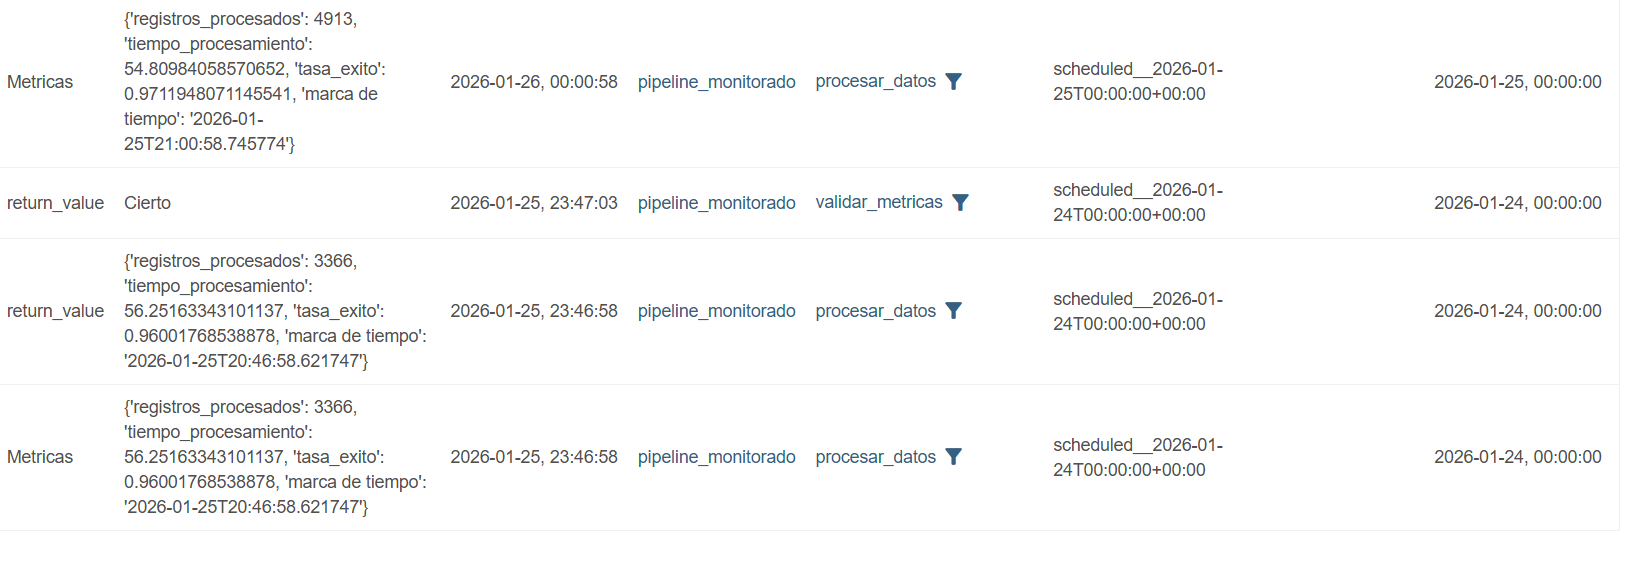 {'registros_procesados': 4913,
'tiempo_procesamiento':
54.80984058570652, 'tasa_exito':
Metricas 0.9711948071145541, 'marca de 2026-01-26, 00:00:58 pipeline_monitorado procesar_datos scheduled__2026-01- 2026-01-25, 00:00:00
tiempo': '2026-01- 25T00:00:00+00:00
25T21:00:58.745774'}
return_value Cierto 2026-01-25, 23:47:03 pipeline_monitorado validar_metricas scheduled__2026-01- 2026-01-24, 00:00:00
24T00:00:00+00:00
{'registros_procesados': 3366,
'tiempo_procesamiento':
return_value 56.25163343101137, 'tasa_exito': 2026-01-25, 23:46:58 pipeline_monitorado procesar_datos scheduled__2026-01- 2026-01-24, 00:00:00
0.96001768538878, 'marca de tiempo': 24T00:00:00+00:00
'2026-01-25T20:46:58.621747'}
{'registros_procesados': 3366,
'tiempo_procesamiento':
Metricas 56.25163343101137, 'tasa_exito': 2026-01-25, 23:46:58 pipeline_monitorado procesar_datos scheduled__2026-01- 2026-01-24, 00:00:00
0.96001768538878, 'marca de tiempo': 24T00:00:00+00:00
'2026-01-25T20:46:58.621747'}